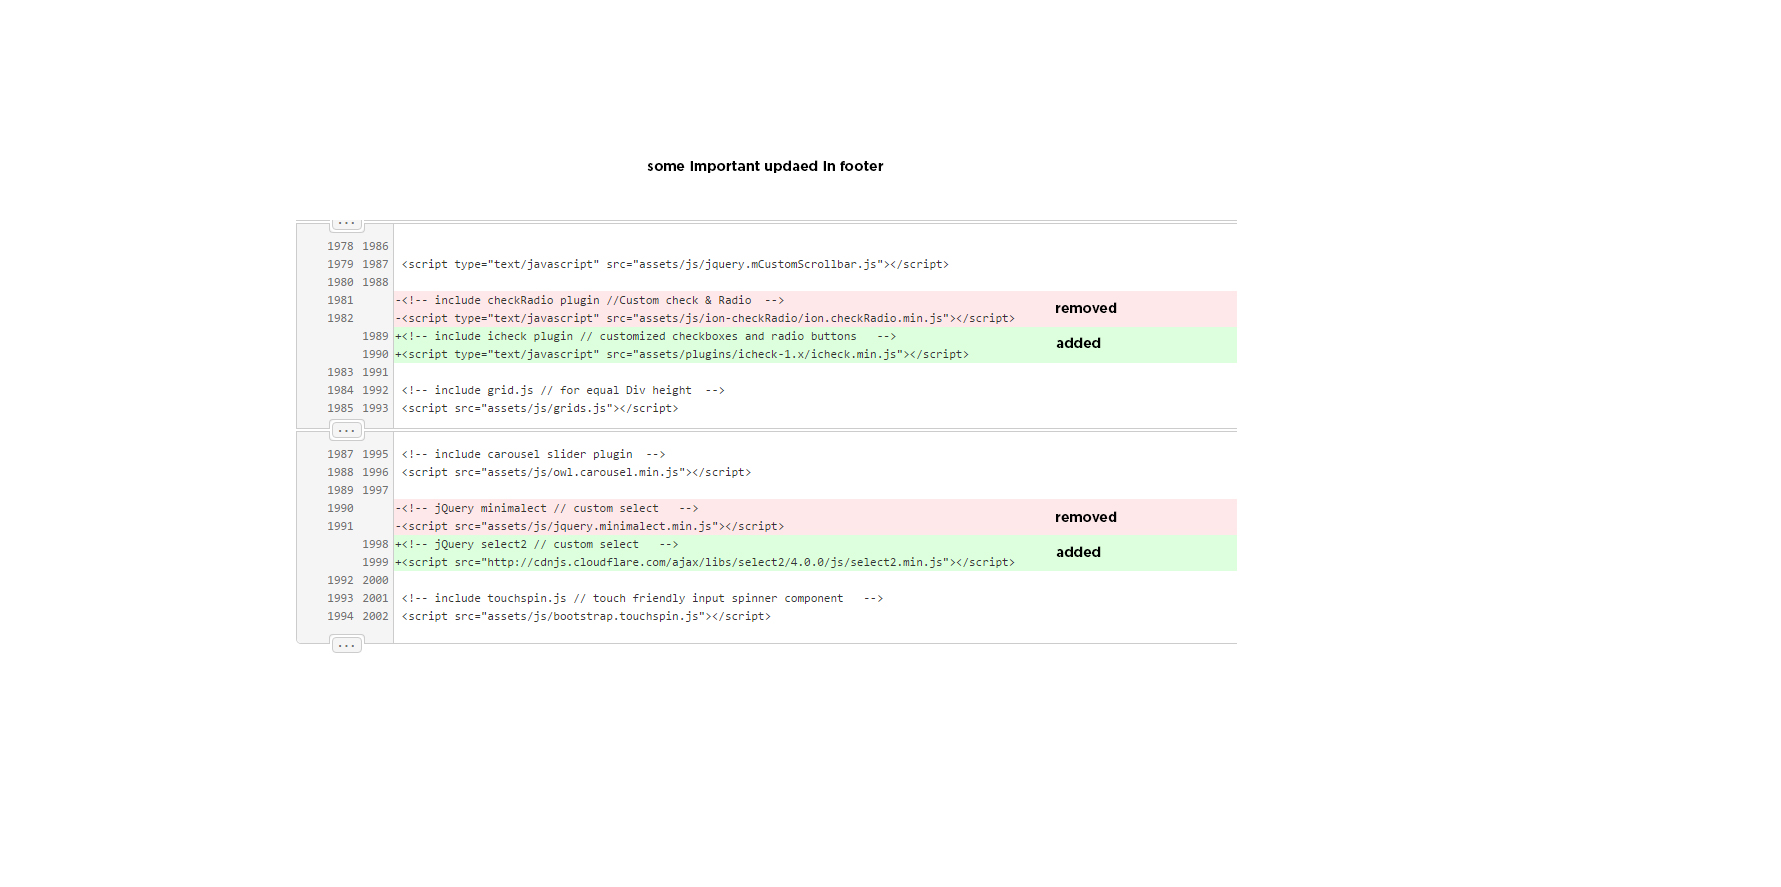 some important updaed in footer
...
1978 1986
1979 1987 <script type="text/javascript" src="assets/js/jquery.mCustomScrollbar.js"></script>
1980 1988
1981 -<!-- include checkRadio plugin //Custom check & Radio  -->
removed
1982 -<script type="text/javascript" src="assets/js/ion-checkRadio/ion.checkRadio.min.js"></script>
1989 +<!-- include icheck plugin // customized checkboxes and radio buttons   -->
added
1990 +<script type="text/javascript" src="assets/plugins/icheck-1.x/icheck.min.js"></script>
1983 1991
1984 1992 <!-- include grid.js // for equal Div height  -->
1985 1993 <script src="assets/js/grids.js"></script>
...
1987 1995 <!-- include carousel slider plugin  -->
1988 1996 <script src="assets/js/owl.carousel.min.js"></script>
1989 1997
1990 -<!-- jQuery minimalect // custom select   -->
removed
1991 -<script src="assets/js/jquery.minimalect.min.js"></script>
1998 +<!-- jQuery select2 // custom select   -->
added
1999 +<script src="http://cdnjs.cloudflare.com/ajax/libs/select2/4.0.0/js/select2.min.js"></script>
1992 2000
1993 2001 <!-- include touchspin.js // touch friendly input spinner component   -->
1994 2002 <script src="assets/js/bootstrap.touchspin.js"></script>
...